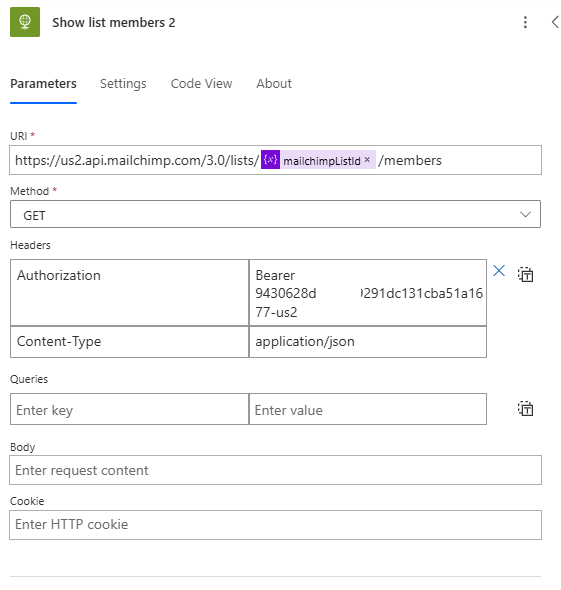 Show list members 2
Parameters Settings Code View About
URI *
https://us2.api.mailchimp.com/3.0/lists/ {x} mailchimpListId × /members
Method *
GET
Headers
Authorization
Bearer
9430628d 9291dc131cba51a16
77-us2
Content-Type
application/json
Queries
Enter key
Enter value
Body
Enter request content
Cookie
Enter HTTP cookie